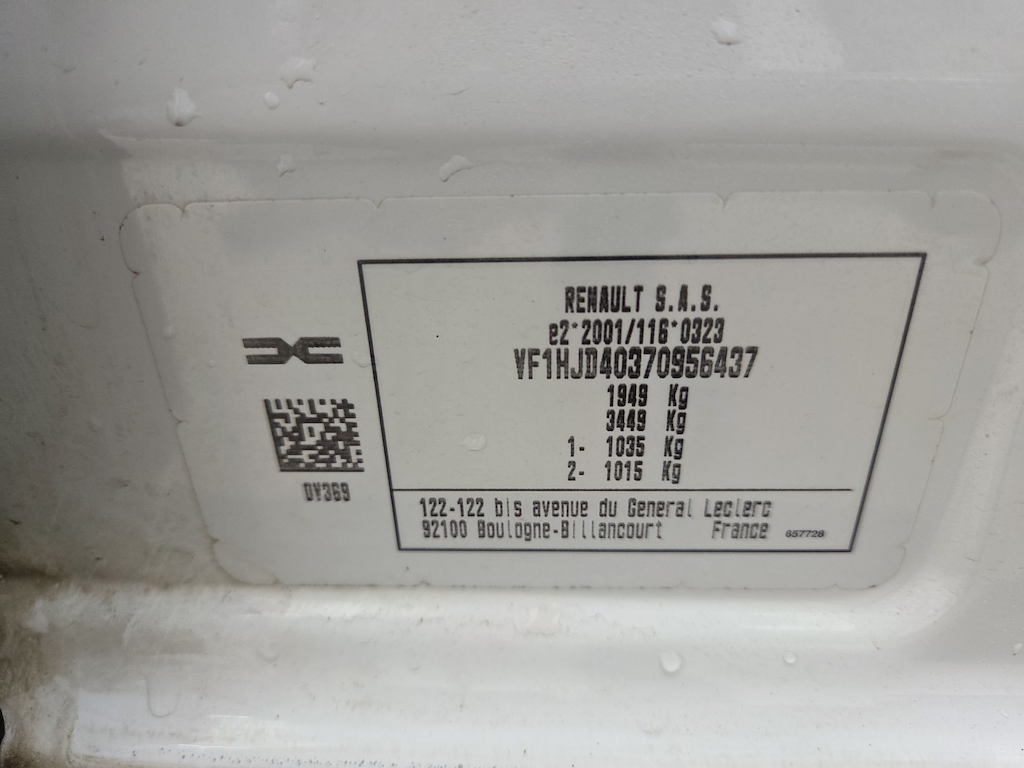 RENAULT S.A.S.
e2*2001/116*0323
VF1HJD40370956437
1949 Kg
3449 Kg
1- 1035 Kg
2- 1015 Kg
DV369
122-122 bis avenue du General Leclerc
92100 Boulogne-Billancourt France 657728